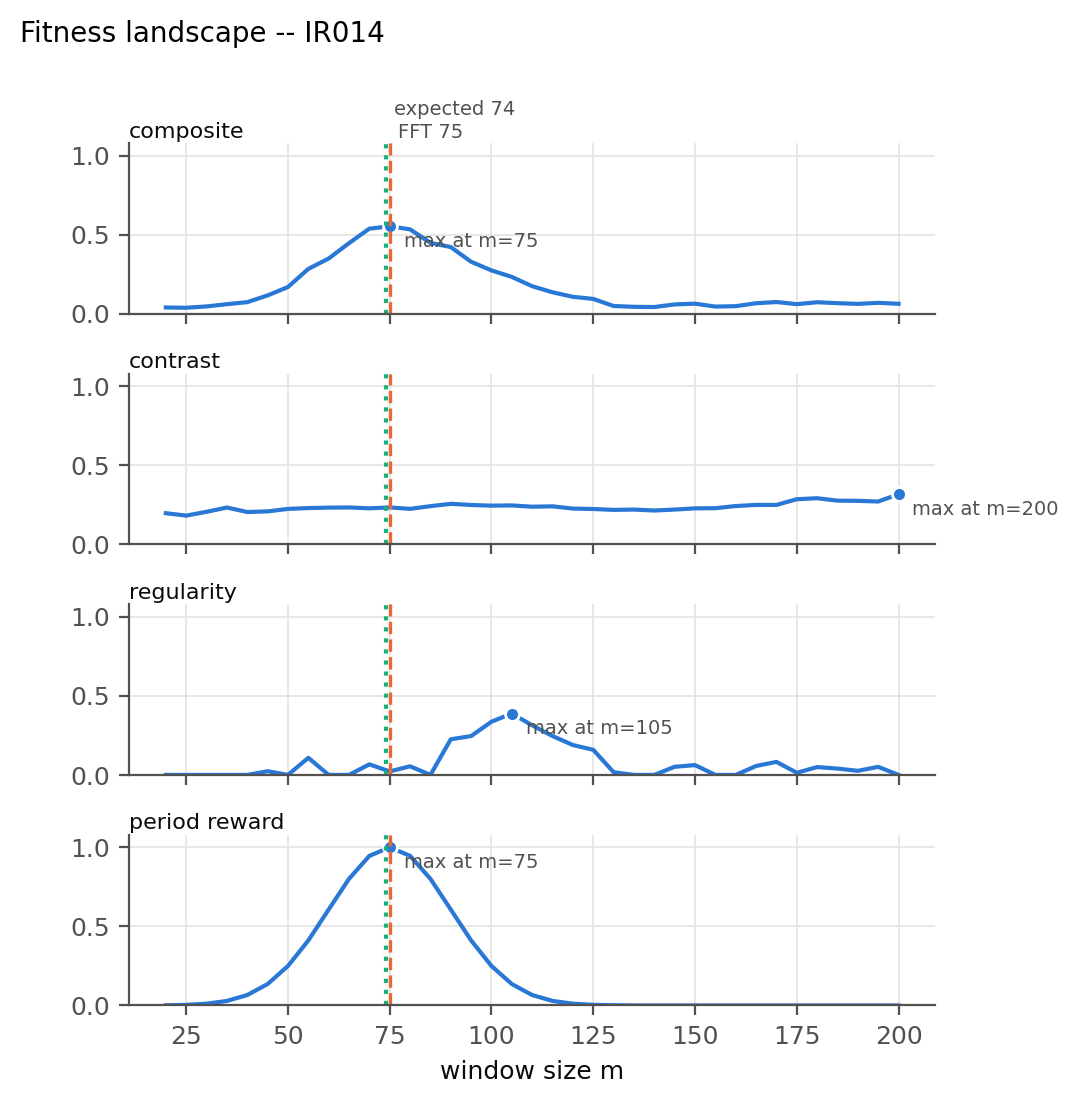 Fitness landscape -- IR014
expected 74
FFT 75
composite
1.0
0.5
0.0
max at m=75
contrast
1.0
0.5
0.0
max at m=200
regularity
1.0
0.5
0.0
max at m=105
period reward
1.0
0.5
0.0
max at m=75
25 50 75 100 125 150 175 200
window size m